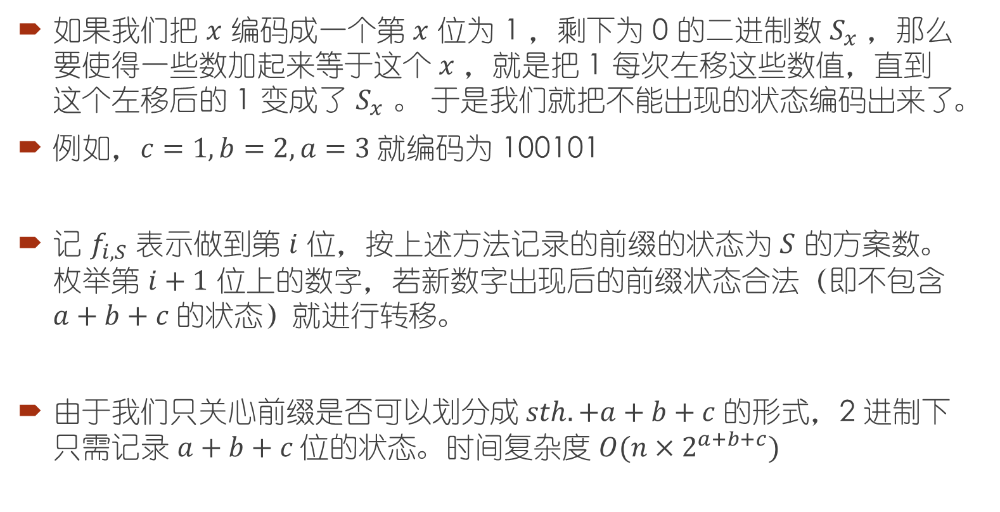 如果我们把 x 编码成一个第 x 位为 1 ，剩下为 0 的二进制数 Sₓ ，那么
要使得一些数加起来等于这个 x ，就是把 1 每次左移这些数值，直到
这个左移后的 1 变成了 Sₓ 。 于是我们就把不能出现的状态编码出来了。
例如，c = 1, b = 2, a = 3 就编码为 100101
记 f_{i,S} 表示做到第 i 位，按上述方法记录的前缀的状态为 S 的方案数。
枚举第 i + 1 位上的数字，若新数字出现后的前缀状态合法（即不包含
a + b + c 的状态）就进行转移。
由于我们只关心前缀是否可以划分成 sth. +a + b + c 的形式，2 进制下
只需记录 a + b + c 位的状态。时间复杂度 O(n × 2^{a+b+c})